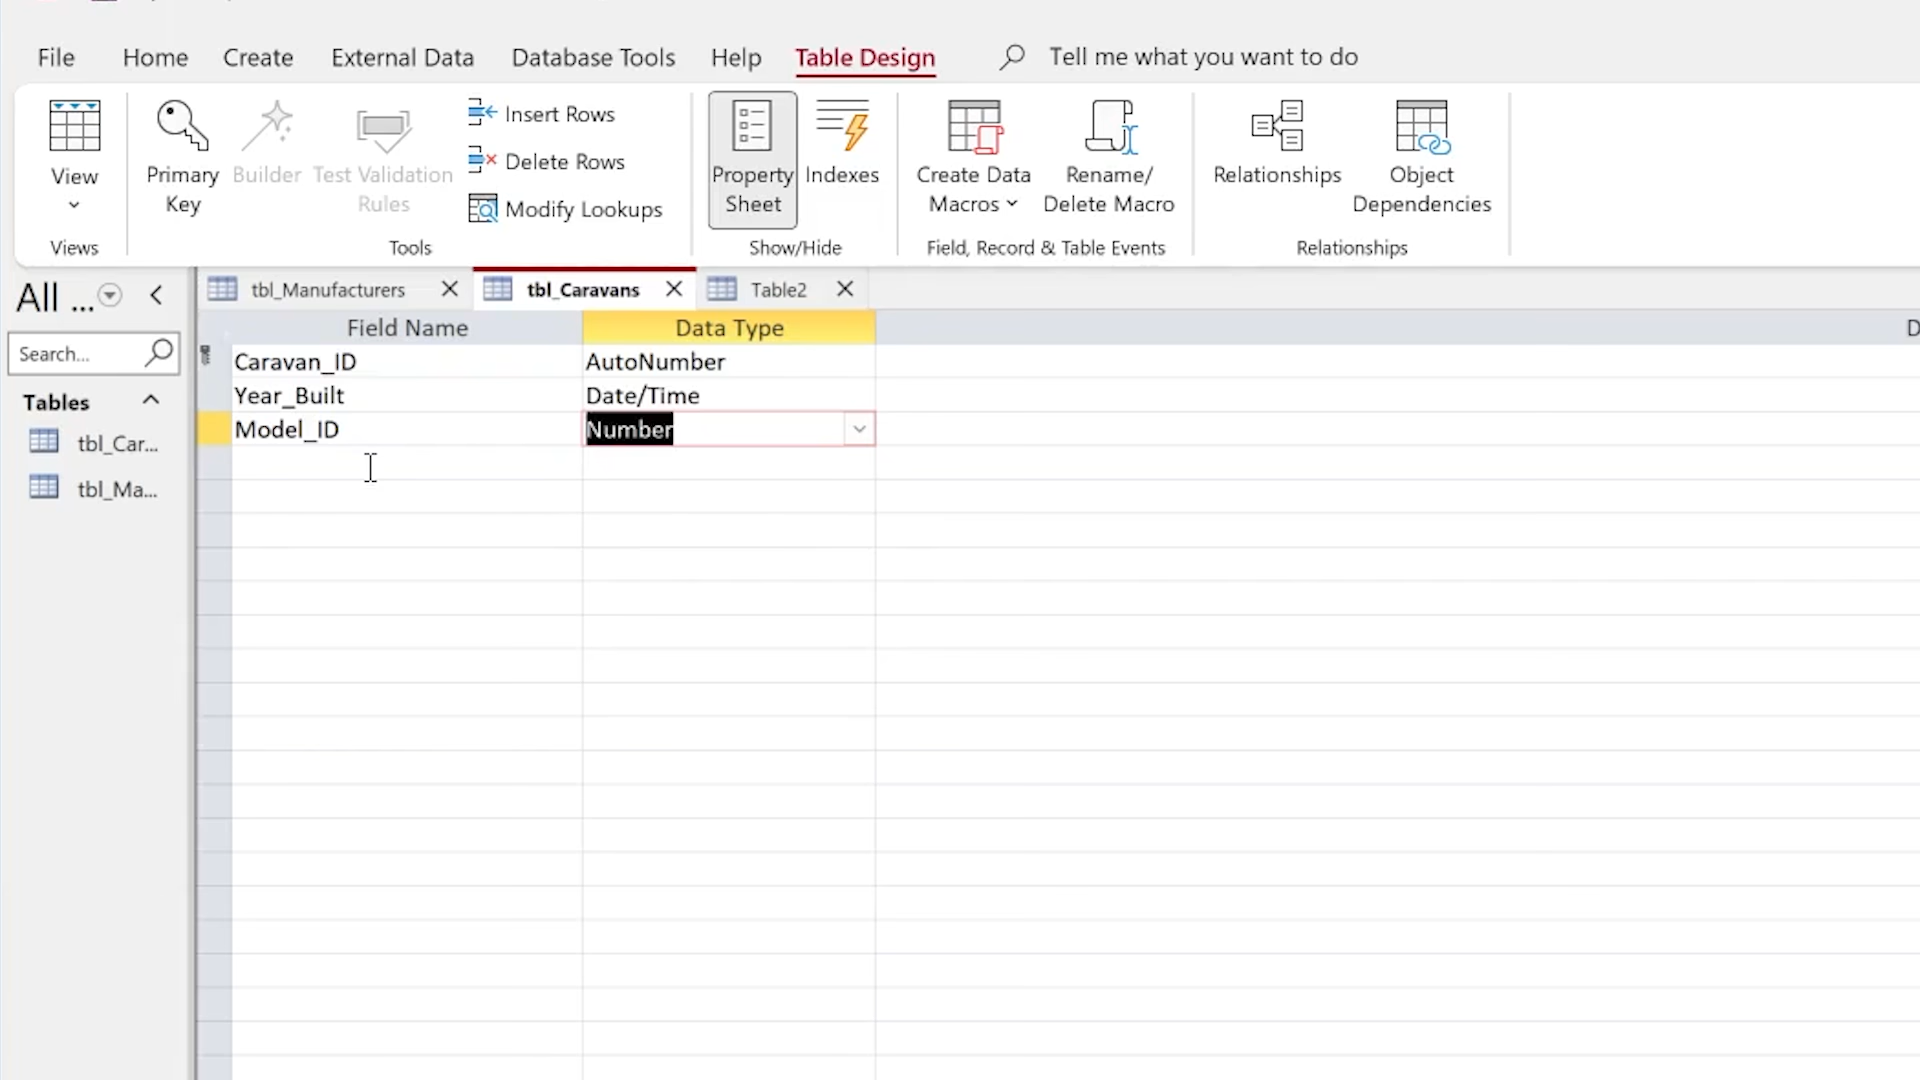 File Home Create External Data Database Tools Help Table Design Tell me what you want to do
View
Views
Primary Key
Builder
Test Validation Rules
Insert Rows
Delete Rows
Modify Lookups
Tools
Property Sheet
Indexes
Show/Hide
Create Data Macros
Rename/ Delete Macro
Field, Record & Table Events
Relationships
Object Dependencies
Relationships
All ...
Search...
Tables
tbl_Car...
tbl_Ma...
tbl_Manufacturers tbl_Caravans Table2
Field Name Data Type D
Caravan_ID AutoNumber
Year_Built Date/Time
Model_ID Number